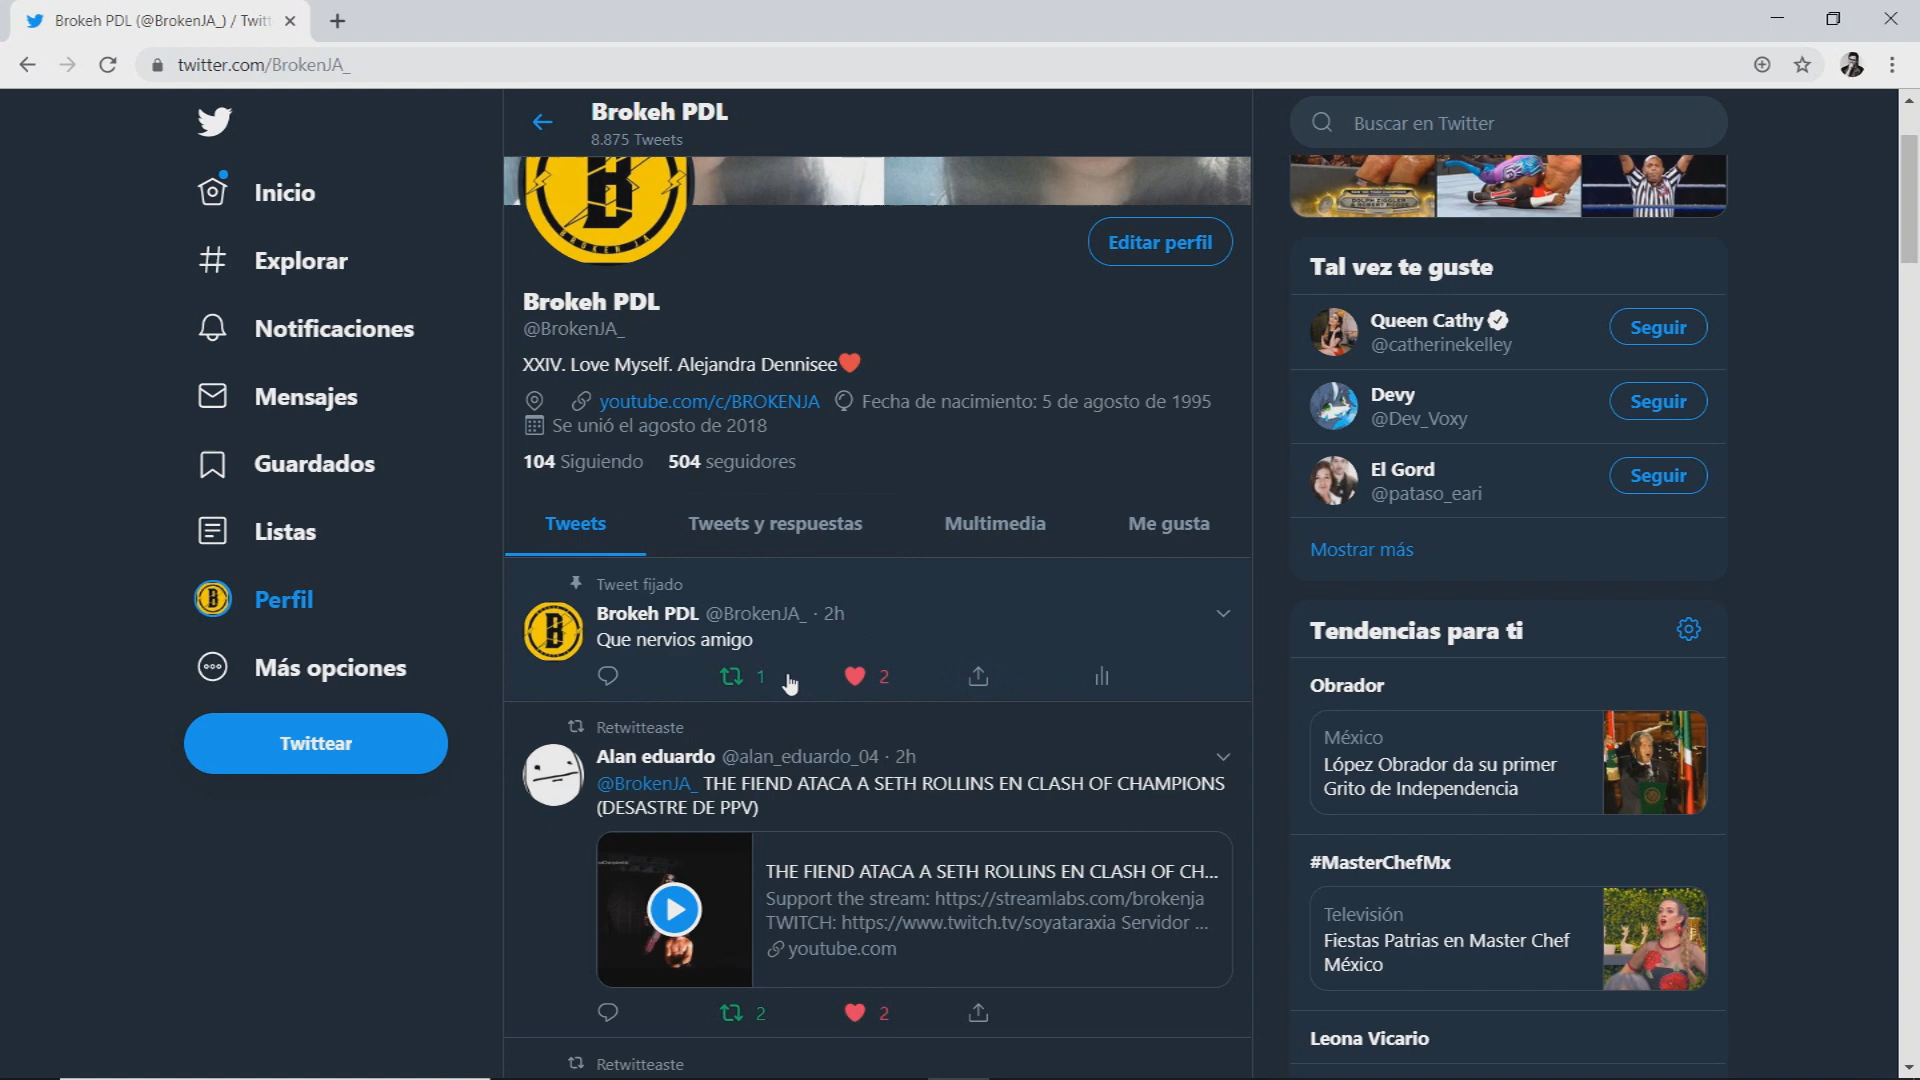 Brokeh PDL (@BrokenJA_) / Twitt
twitter.com/BrokenJA_
Inicio
Explorar
Notificaciones
Mensajes
Guardados
Listas
Perfil
Más opciones
Twittear
Brokeh PDL
8.875 Tweets
B
BROKEN JA
Editar perfil
Brokeh PDL
@BrokenJA_
XXIV. Love Myself. Alejandra Dennisee❤️
youtube.com/c/BROKENJA Fecha de nacimiento: 5 de agosto de 1995
Se unió el agosto de 2018
104 Siguiendo 504 seguidores
Tweets Tweets y respuestas Multimedia Me gusta
Tweet fijado
Brokeh PDL @BrokenJA_ · 2h
Que nervios amigo
1 2
Retwitteaste
Alan eduardo @alan_eduardo_04 · 2h
@BrokenJA_ THE FIEND ATACA A SETH ROLLINS EN CLASH OF CHAMPIONS
(DESASTRE DE PPV)
THE FIEND ATACA A SETH ROLLINS EN CLASH OF CH...
Support the stream: https://streamlabs.com/brokenja
TWITCH: https://www.twitch.tv/soyataraxia Servidor ...
youtube.com
2 2
Retwitteaste
Buscar en Twitter
DOLPH ZIGGLER
& ROBERT ROODE
Tal vez te guste
Queen Cathy
@catherinekelley
Seguir
Devy
@Dev_Voxy
Seguir
El Gord
@pataso_eari
Seguir
Mostrar más
Tendencias para ti
Obrador
México
López Obrador da su primer
Grito de Independencia
#MasterChefMx
Televisión
Fiestas Patrias en Master Chef
México
Leona Vicario